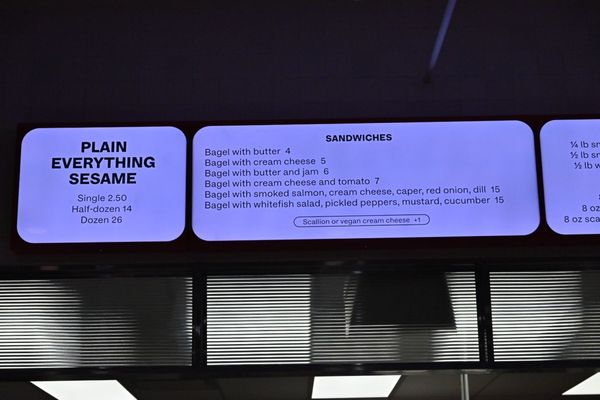 PLAIN
EVERYTHING
SESAME
Single 2.50
Half-dozen 14
Dozen 26
SANDWICHES
Bagel with butter 4
Bagel with cream cheese 5
Bagel with butter and jam 6
Bagel with cream cheese and tomato 7
Bagel with smoked salmon, cream cheese, caper, red onion, dill 15
Bagel with whitefish salad, pickled peppers, mustard, cucumber 15
Scallion or vegan cream cheese +1
¼ lb
½ lb
½ lb
8 oz
8 oz